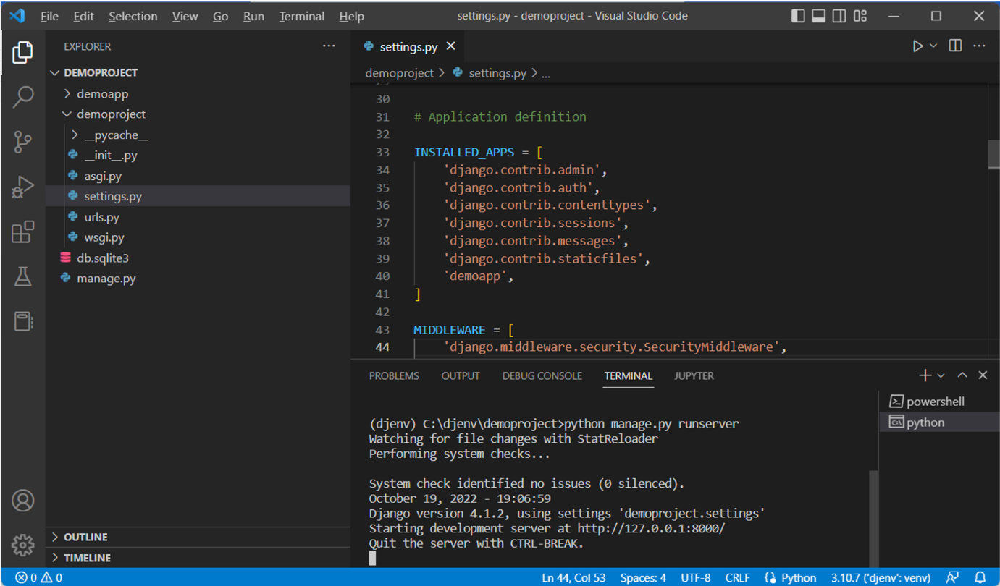 File Edit Selection View Go Run Terminal Help
settings.py - demoproject - Visual Studio Code
EXPLORER
DEMOPROJECT
demoapp
demoproject
__pycache__
__init__.py
asgi.py
settings.py
urls.py
wsgi.py
db.sqlite3
manage.py
OUTLINE
TIMELINE
settings.py
demoproject > settings.py > ...
29
30
31 # Application definition
32
33 INSTALLED_APPS = [
34 'django.contrib.admin',
35 'django.contrib.auth',
36 'django.contrib.contenttypes',
37 'django.contrib.sessions',
38 'django.contrib.messages',
39 'django.contrib.staticfiles',
40 'demoapp',
41 ]
42
43 MIDDLEWARE = [
44 'django.middleware.security.SecurityMiddleware',
PROBLEMS OUTPUT DEBUG CONSOLE TERMINAL JUPYTER
(djenv) C:\djenv\demoproject>python manage.py runserver
Watching for file changes with StatReloader
Performing system checks...
System check identified no issues (0 silenced).
October 19, 2022 - 19:06:59
Django version 4.1.2, using settings 'demoproject.settings'
Starting development server at http://127.0.0.1:8000/
Quit the server with CTRL-BREAK.
powershell
python
0 0 Ln 44, Col 53 Spaces: 4 UTF-8 CRLF Python 3.10.7 ('djenv': venv)